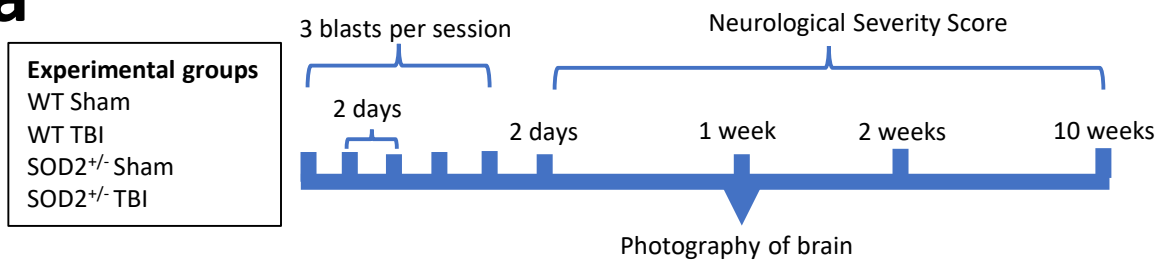 a
3 blasts per session
Neurological Severity Score
Experimental groups
WT Sham
WT TBI
SOD2+/- Sham
SOD2+/- TBI
2 days
2 days
1 week
2 weeks
10 weeks
Photography of brain